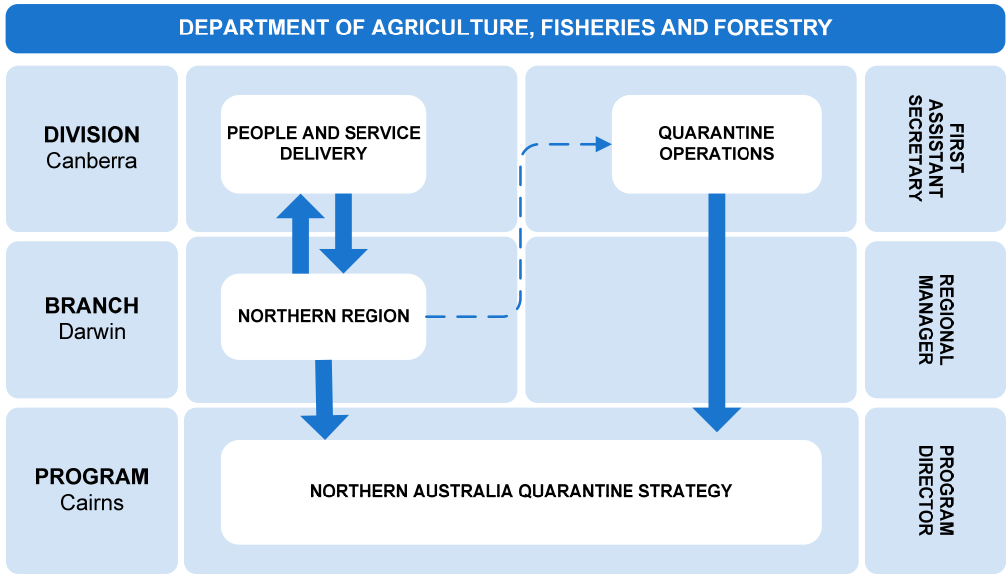 DEPARTMENT OF AGRICULTURE, FISHERIES AND FORESTRY
DIVISION
Canberra
PEOPLE AND SERVICE
DELIVERY
QUARANTINE
OPERATIONS
FIRST
ASSISTANT
SECRETARY
BRANCH
Darwin
NORTHERN REGION
REGIONAL
MANAGER
PROGRAM
Cairns
NORTHERN AUSTRALIA QUARANTINE STRATEGY
PROGRAM
DIRECTOR